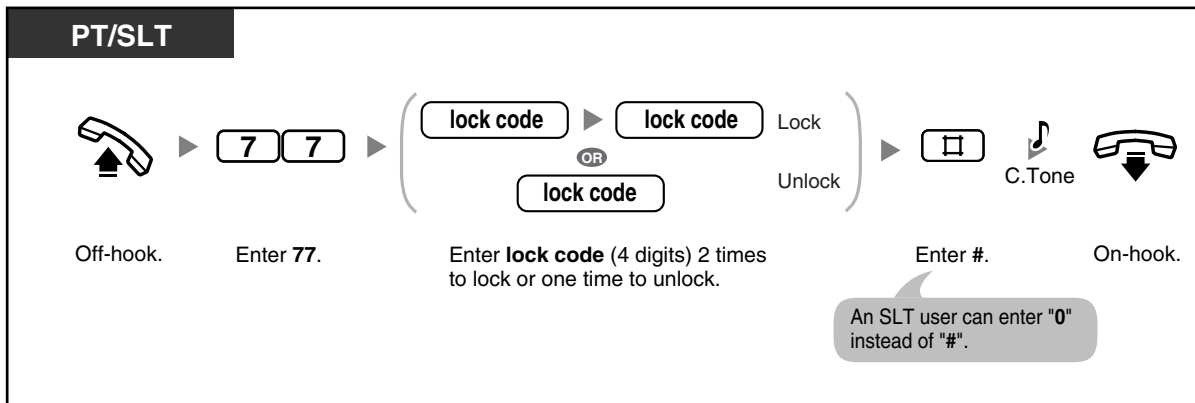 PT/SLT
7 7
lock code lock code Lock
OR
lock code Unlock
#
C.Tone
Off-hook.
Enter 77.
Enter lock code (4 digits) 2 times
to lock or one time to unlock.
Enter #.
On-hook.
An SLT user can enter "0"
instead of "#".